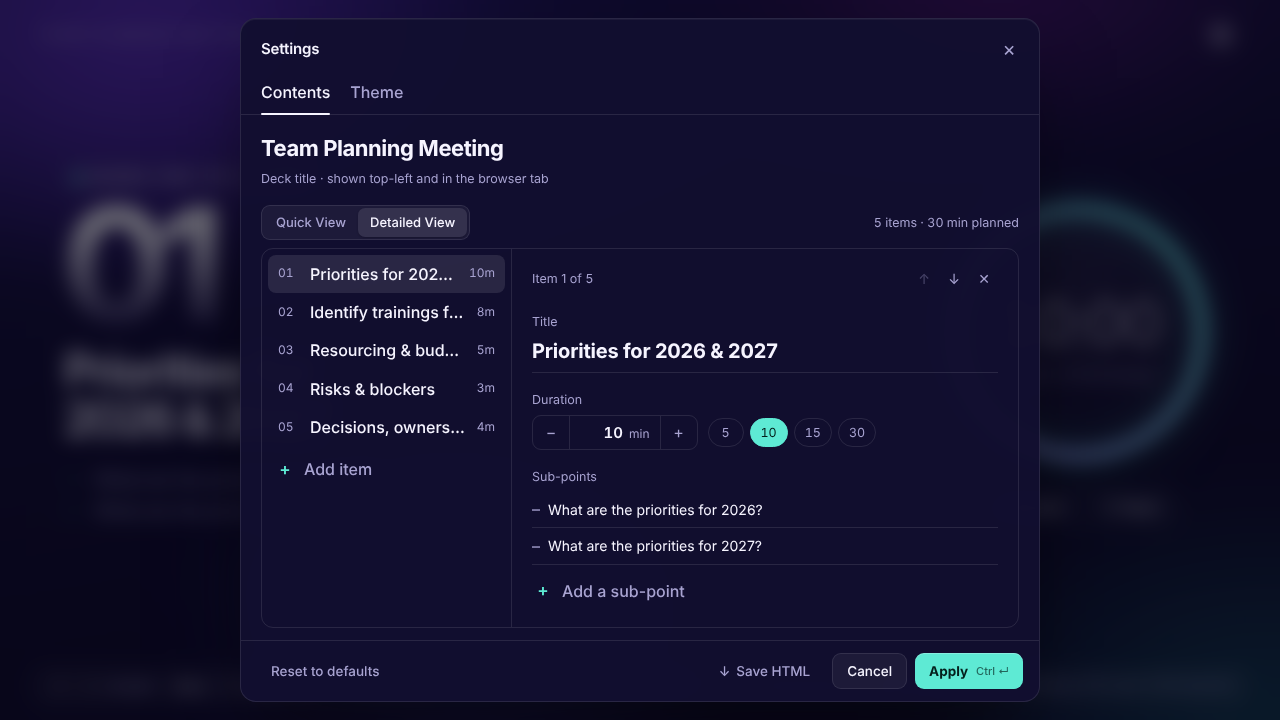 Settings
×
Contents Theme
Team Planning Meeting
Deck title · shown top-left and in the browser tab
Quick View Detailed View
5 items · 30 min planned
01 Priorities for 202... 10m
02 Identify trainings f... 8m
03 Resourcing & bud... 5m
04 Risks & blockers 3m
05 Decisions, owners... 4m
+ Add item
Item 1 of 5 ↑ ↓ ×
Title
Priorities for 2026 & 2027
Duration
− 10 min + 5 10 15 30
Sub-points
– What are the priorities for 2026?
– What are the priorities for 2027?
+ Add a sub-point
Reset to defaults ↓ Save HTML Cancel Apply Ctrl ↵